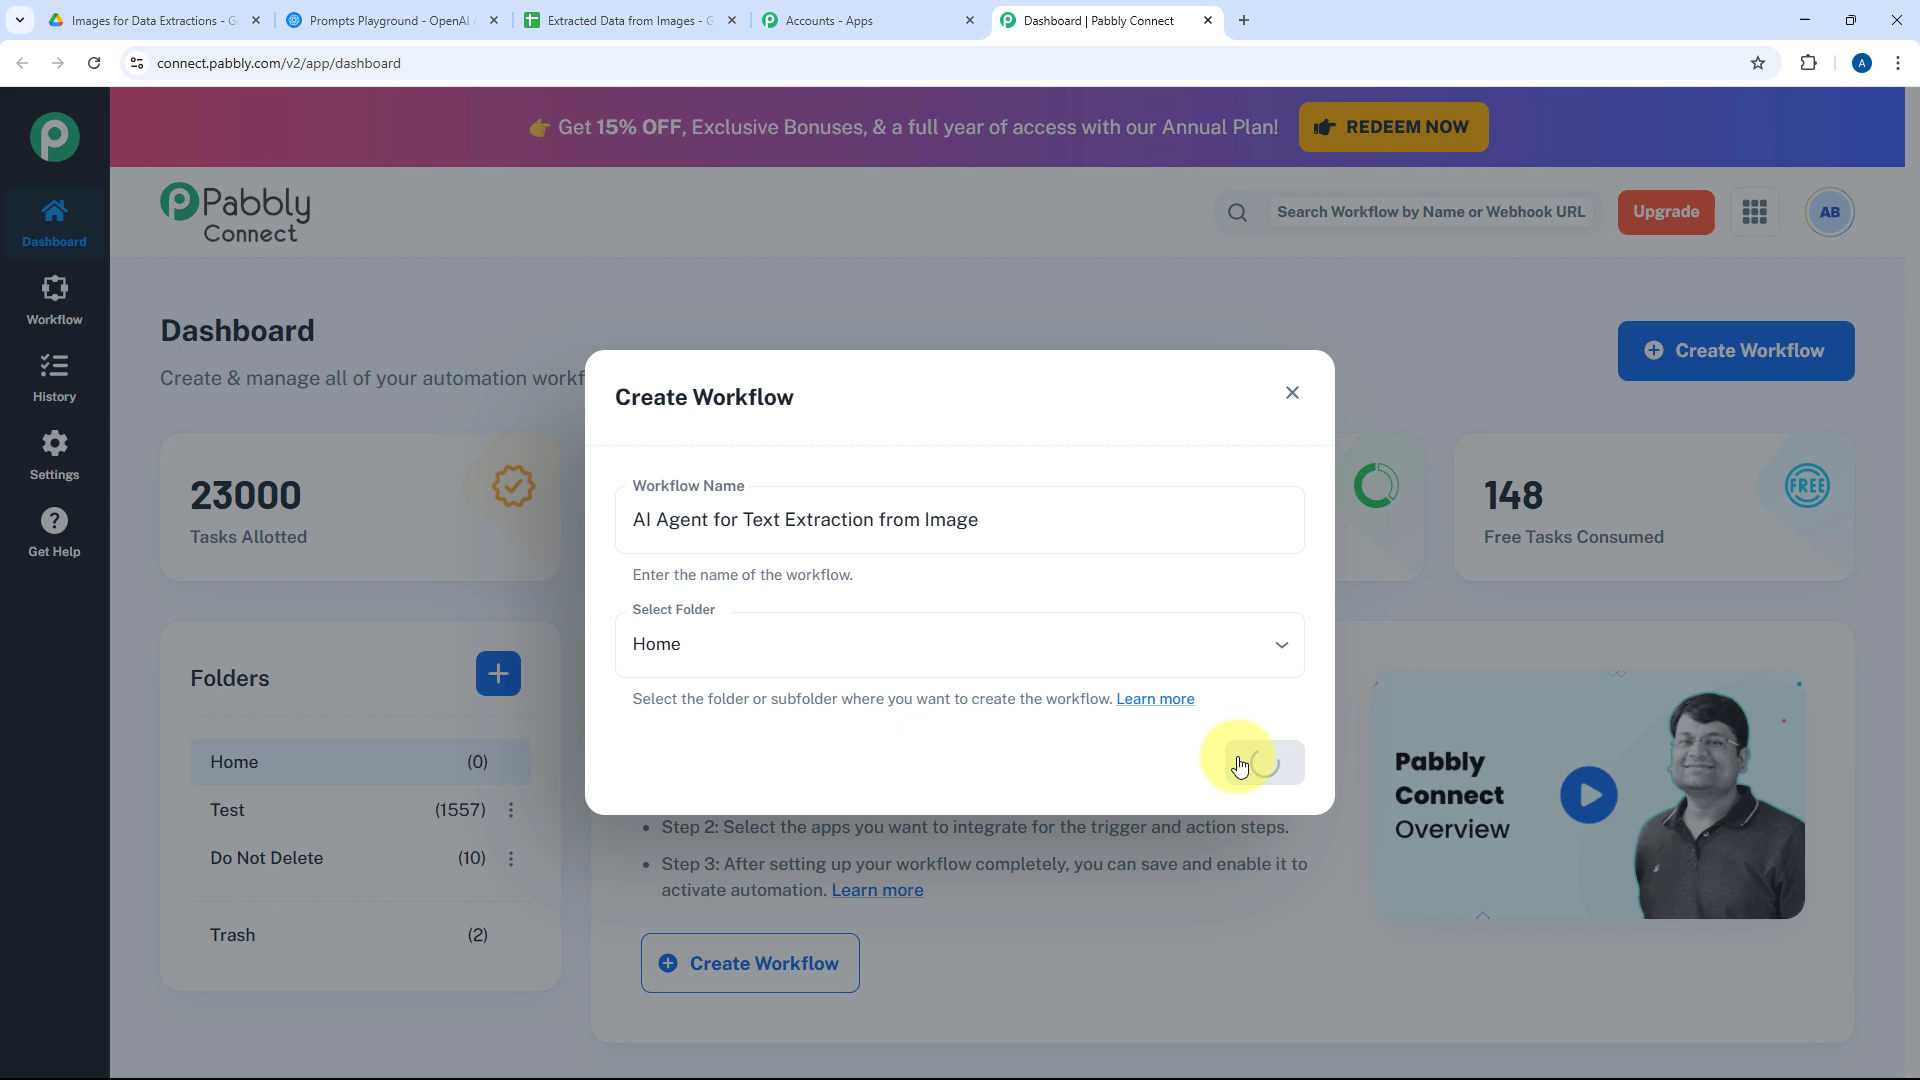 Images for Data Extractions - G
Prompts Playground - OpenAI
Extracted Data from Images - G
Accounts - Apps
Dashboard | Pabbly Connect
connect.pabbly.com/v2/app/dashboard
A
👉 Get 15% OFF, Exclusive Bonuses, & a full year of access with our Annual Plan!
REDEEM NOW
Pabbly
Connect
Search Workflow by Name or Webhook URL
Upgrade
AB
Dashboard
Workflow
History
Settings
Get Help
Dashboard
Create & manage all of your automation workf
Create Workflow
23000
Tasks Allotted
148
Free Tasks Consumed
FREE
Create Workflow
Workflow Name
AI Agent for Text Extraction from Image
Enter the name of the workflow.
Select Folder
Home
Select the folder or subfolder where you want to create the workflow. Learn more
Folders
Home (0)
Test (1557)
Do Not Delete (10)
Trash (2)
Step 2: Select the apps you want to integrate for the trigger and action steps.
Step 3: After setting up your workflow completely, you can save and enable it to
activate automation. Learn more
Create Workflow
Pabbly
Connect
Overview